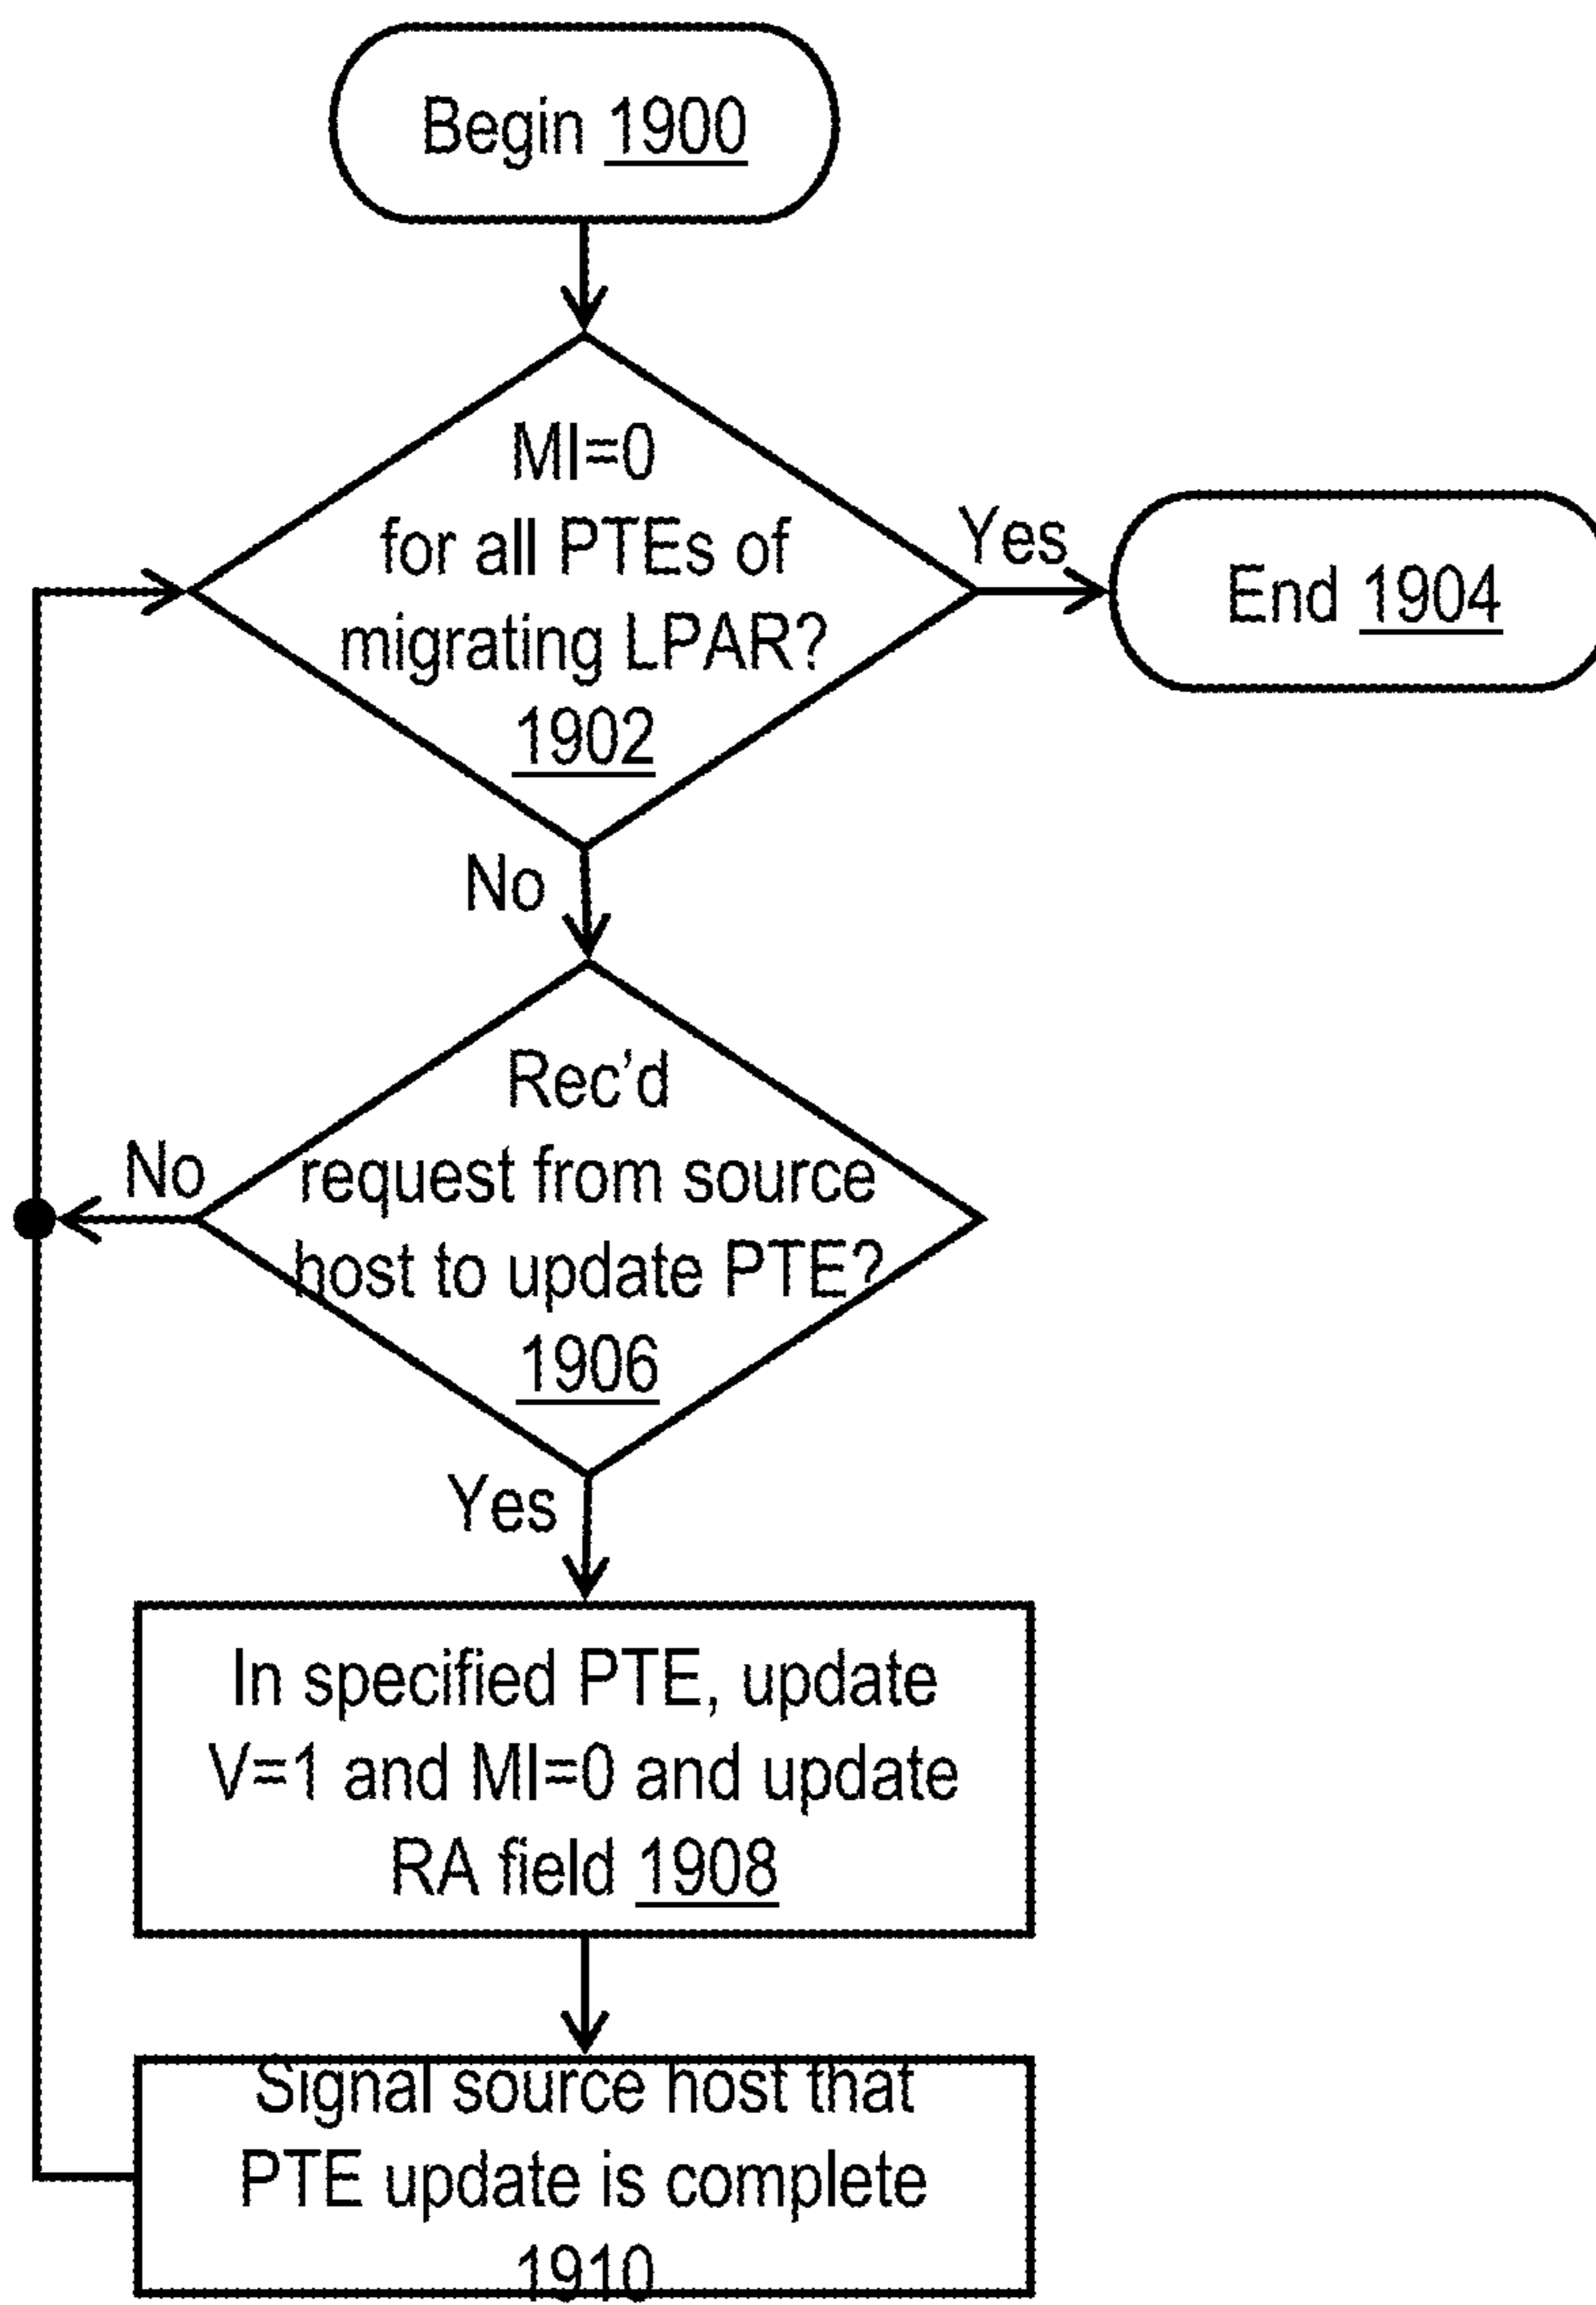 Begin 1900
MI=0
for all PTEs of
migrating LPAR?
1902
Yes
End 1904
No
Rec'd
request from source
host to update PTE?
1906
No
Yes
In specified PTE, update
V=1 and MI=0 and update
RA field 1908
Signal source host that
PTE update is complete
1910